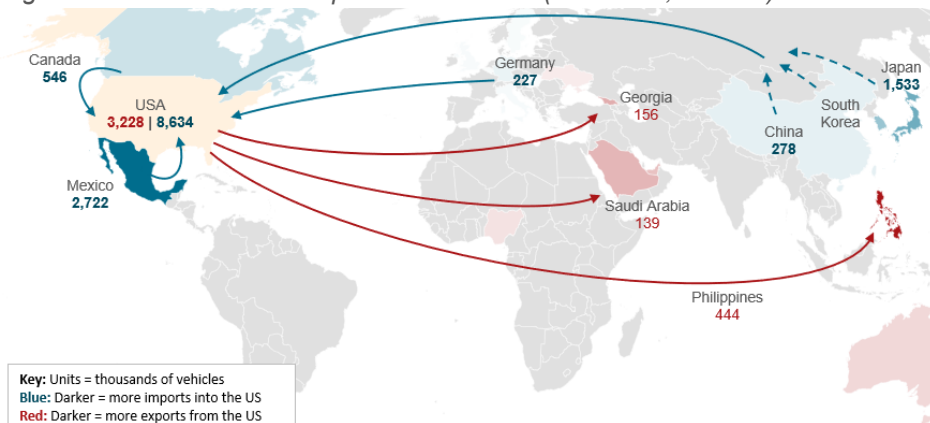 Canada
546
USA
3,228 | 8,634
Mexico
2,722
Germany
227
Georgia
156
Saudi Arabia
139
Philippines
444
China
278
South
Korea
Japan
1,533
Key: Units = thousands of vehicles
Blue: Darker = more imports into the US
Red: Darker = more exports from the US